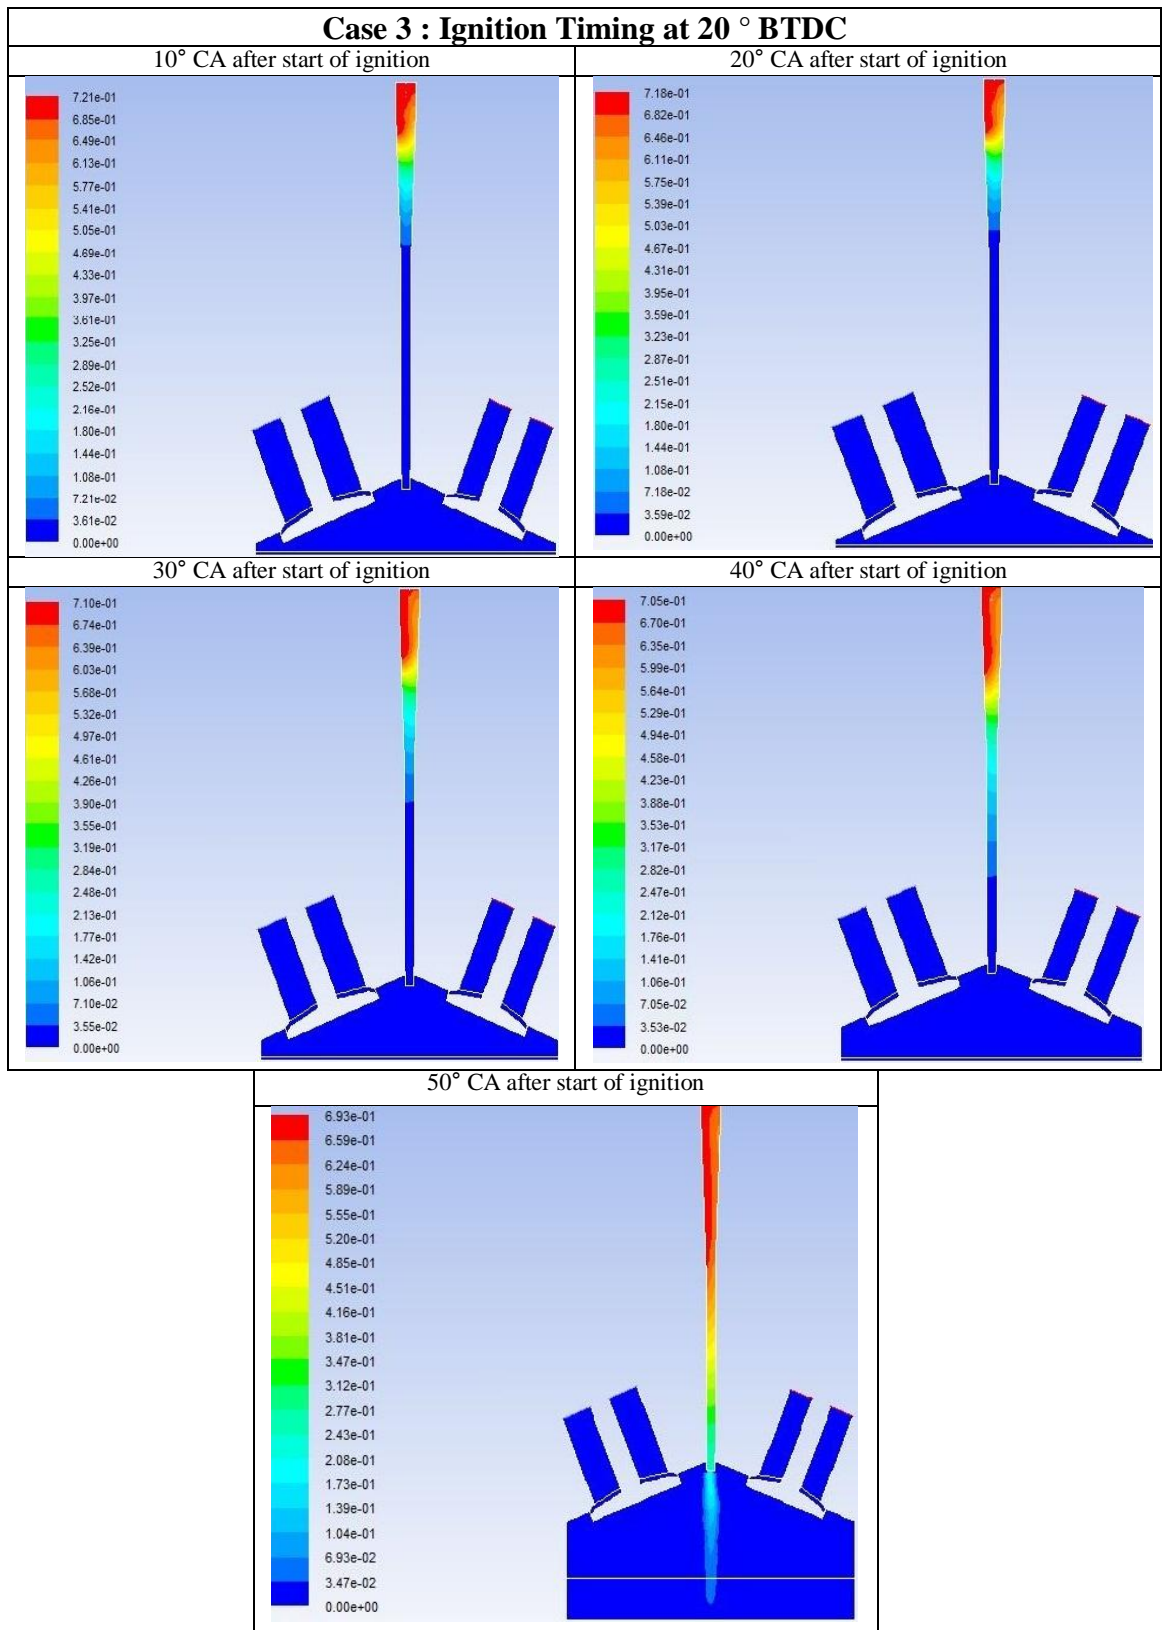 Case 3 : Ignition Timing at 20 ° BTDC
10° CA after start of ignition
20° CA after start of ignition
7.21e-01
6.85e-01
6.49e-01
6.13e-01
5.77e-01
5.41e-01
5.05e-01
4.69e-01
4.33e-01
3.97e-01
3.61e-01
3.25e-01
2.89e-01
2.52e-01
2.16e-01
1.80e-01
1.44e-01
1.08e-01
7.21e-02
3.61e-02
0.00e+00
7.18e-01
6.82e-01
6.46e-01
6.11e-01
5.75e-01
5.39e-01
5.03e-01
4.67e-01
4.31e-01
3.95e-01
3.59e-01
3.23e-01
2.87e-01
2.51e-01
2.15e-01
1.80e-01
1.44e-01
1.08e-01
7.18e-02
3.59e-02
0.00e+00
30° CA after start of ignition
40° CA after start of ignition
7.10e-01
6.74e-01
6.39e-01
6.03e-01
5.68e-01
5.32e-01
4.97e-01
4.61e-01
4.26e-01
3.90e-01
3.55e-01
3.19e-01
2.84e-01
2.48e-01
2.13e-01
1.77e-01
1.42e-01
1.06e-01
7.10e-02
3.55e-02
0.00e+00
7.05e-01
6.70e-01
6.35e-01
5.99e-01
5.64e-01
5.29e-01
4.94e-01
4.58e-01
4.23e-01
3.88e-01
3.53e-01
3.17e-01
2.82e-01
2.47e-01
2.12e-01
1.76e-01
1.41e-01
1.06e-01
7.05e-02
3.53e-02
0.00e+00
50° CA after start of ignition
6.93e-01
6.59e-01
6.24e-01
5.89e-01
5.55e-01
5.20e-01
4.85e-01
4.51e-01
4.16e-01
3.81e-01
3.47e-01
3.12e-01
2.77e-01
2.43e-01
2.08e-01
1.73e-01
1.39e-01
1.04e-01
6.93e-02
3.47e-02
0.00e+00